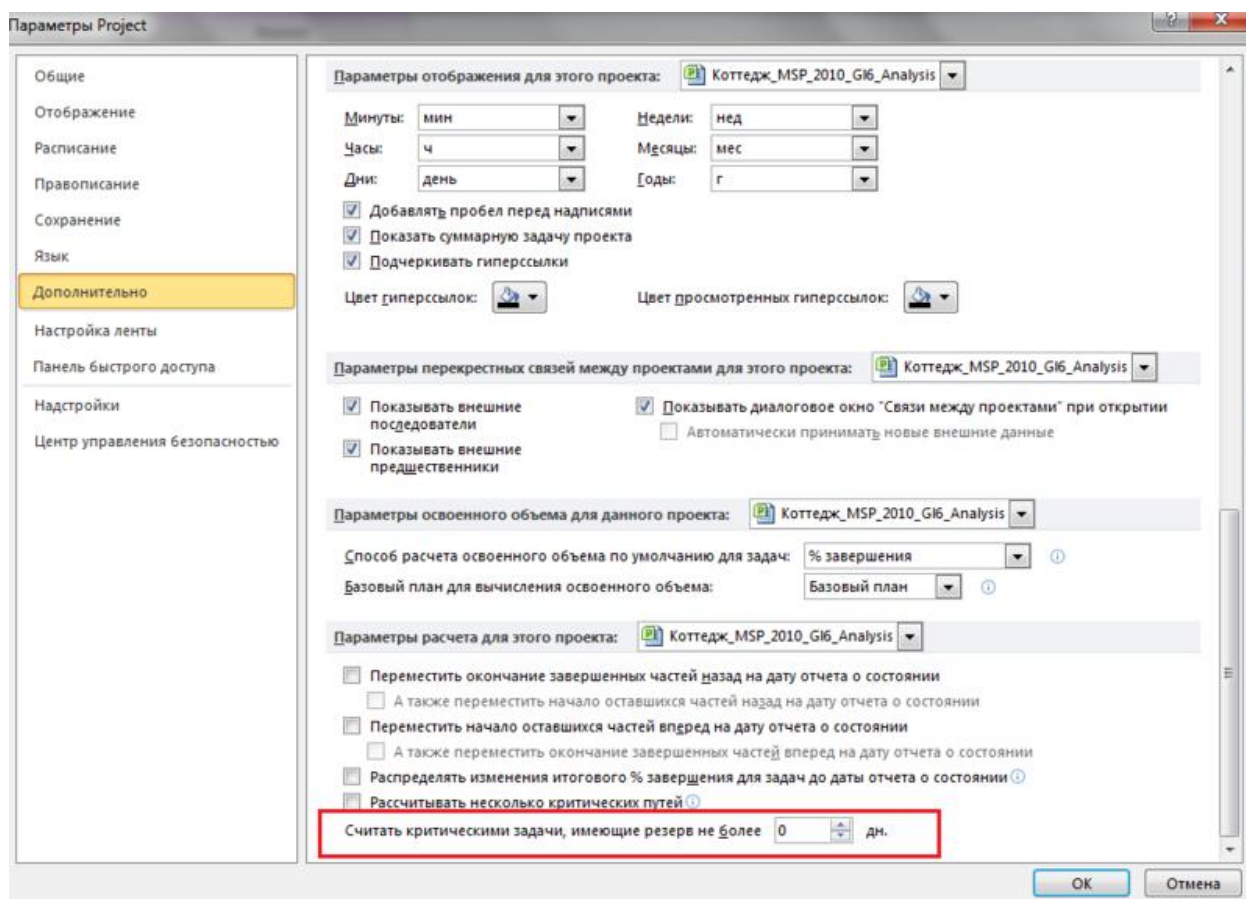 Параметры Project
Общие
Отображение
Расписание
Правописание
Сохранение
Язык
Дополнительно
Настройка ленты
Панель быстрого доступа
Надстройки
Центр управления безопасностью
Параметры отображения для этого проекта: Коттедж_MSP_2010_Gl6_Analysis
Минуты: мин Недели: нед
Часы: ч Месяцы: мес
Дни: день Годы: г
Добавлять пробел перед надписями
Показать суммарную задачу проекта
Подчеркивать гиперссылки
Цвет гиперссылок: Цвет просмотренных гиперссылок:
Параметры перекрестных связей между проектами для этого проекта: Коттедж_MSP_2010_Gl6_Analysis
Показывать внешние
последователи
Показывать внешние
предшественники
Показывать диалоговое окно "Связи между проектами" при открытии
Автоматически принимать новые внешние данные
Параметры освоенного объема для данного проекта: Коттедж_MSP_2010_Gl6_Analysis
Способ расчета освоенного объема по умолчанию для задач: % завершения
Базовый план для вычисления освоенного объема: Базовый план
Параметры расчета для этого проекта: Коттедж_MSP_2010_Gl6_Analysis
Переместить окончание завершенных частей назад на дату отчета о состоянии
А также переместить начало оставшихся частей назад на дату отчета о состоянии
Переместить начало оставшихся частей вперед на дату отчета о состоянии
А также переместить окончание завершенных частей вперед на дату отчета о состоянии
Распределять изменения итогового % завершения для задач до даты отчета о состоянии
Рассчитывать несколько критических путей
Считать критическими задачи, имеющие резерв не более 0 дн.
ОК Отмена